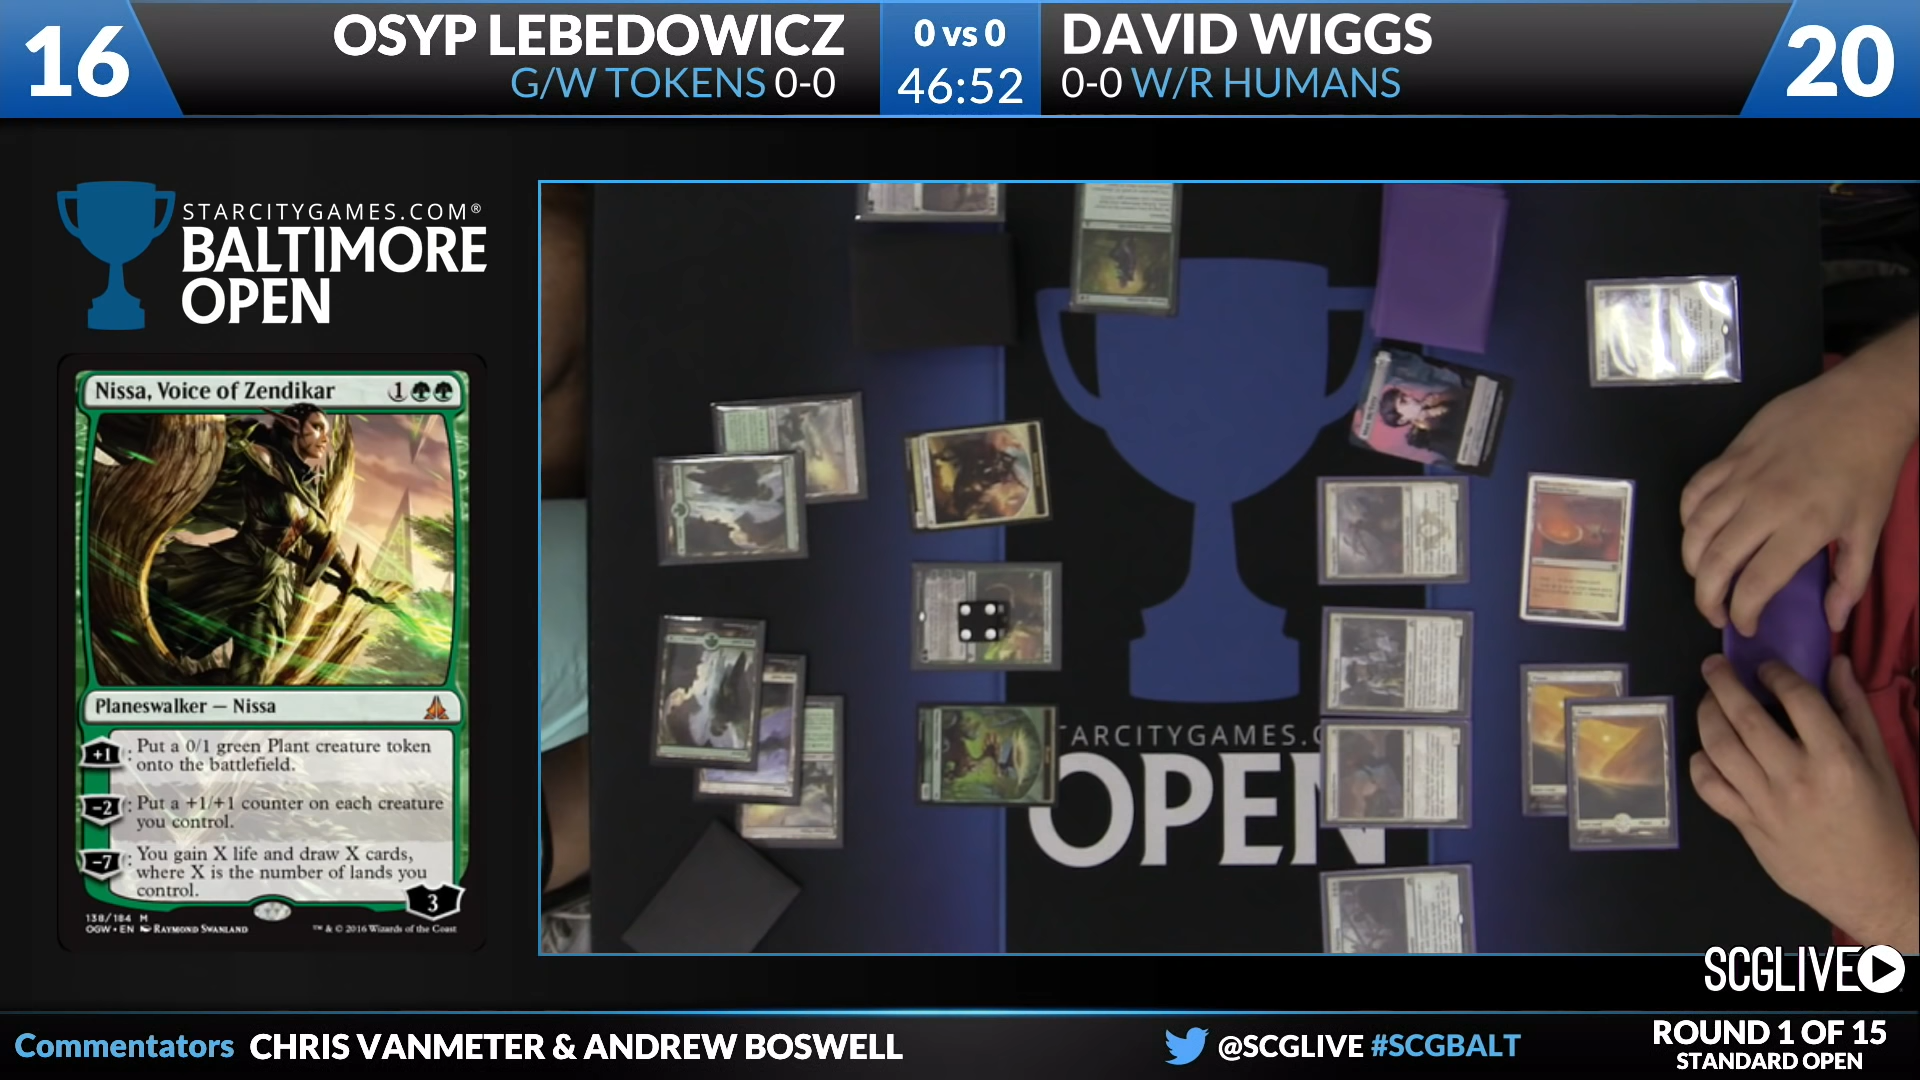 16
OSYP LEBEDOWICZ
G/W TOKENS 0-0
0 vs 0
46:52
DAVID WIGGS
0-0 W/R HUMANS
20
STARCITYGAMES.COM®
BALTIMORE
OPEN
Nissa, Voice of Zendikar 1
Planeswalker — Nissa
+1: Put a 0/1 green Plant creature token
onto the battlefield.
-2: Put a +1/+1 counter on each creature
you control.
-7: You gain X life and draw X cards,
where X is the number of lands you
control.
3
138/184 M
OGW • EN RAYMOND SWANLAND
™ & © 2016 Wizards of the Coast
TARCITYGAMES.C
OPEN
SCGLIVE
Commentators CHRIS VANMETER & ANDREW BOSWELL
@SCGLIVE #SCGBALT
ROUND 1 OF 15
STANDARD OPEN